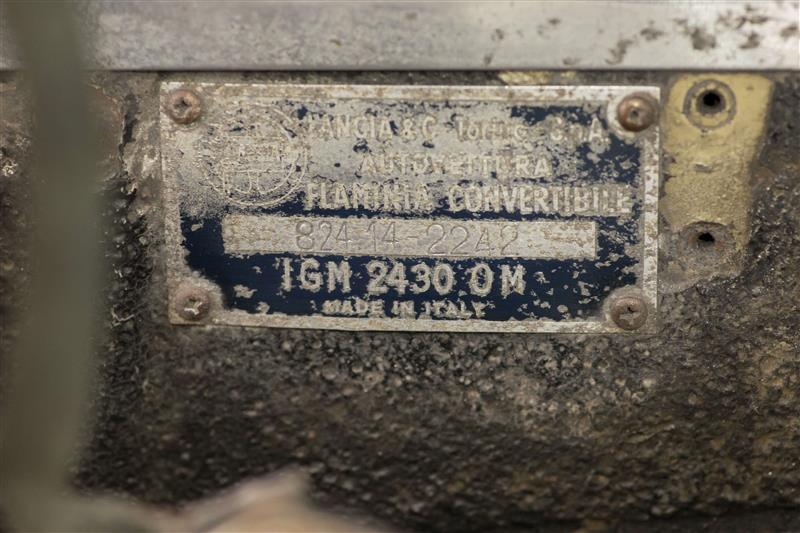 LANCIA & C. Torino S.p.A.
AUTOVETTURA
FLAMINIA CONVERTIBILE
824-14-2242
IGM 2430 OM
MADE IN ITALY